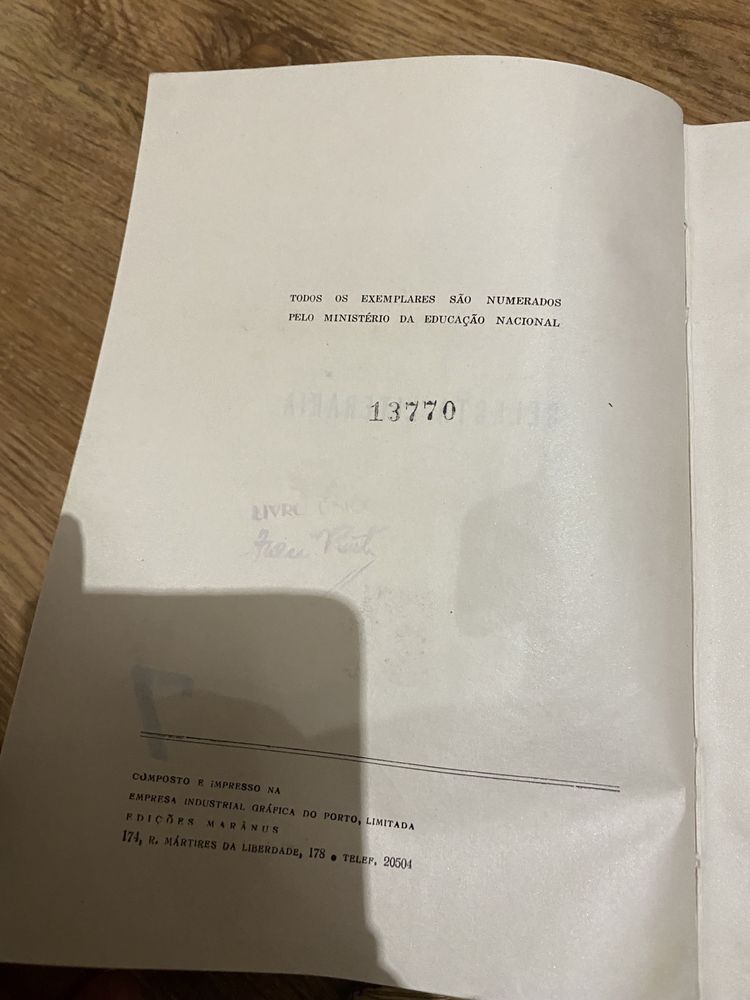 TODOS OS EXEMPLARES SÃO NUMERADOS
PELO MINISTÉRIO DA EDUCAÇÃO NACIONAL
13770
LIVRO ÚNICO
7
COMPOSTO E IMPRESSO NA
EMPRESA INDUSTRIAL GRÁFICA DO PORTO, LIMITADA
EDIÇÕES MARÂNUS
174, R. MÁRTIRES DA LIBERDADE, 178 ● TELEF. 20504